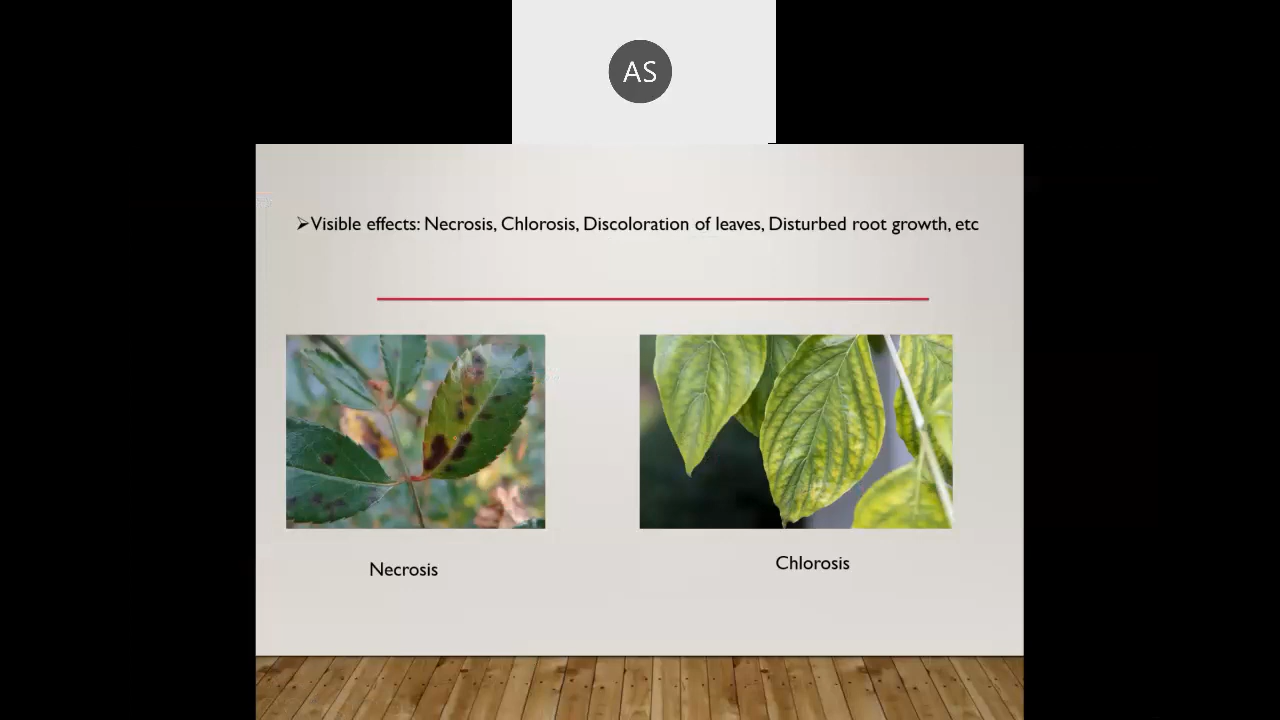 AS
➢Visible effects: Necrosis, Chlorosis, Discoloration of leaves, Disturbed root growth, etc
Necrosis
Chlorosis